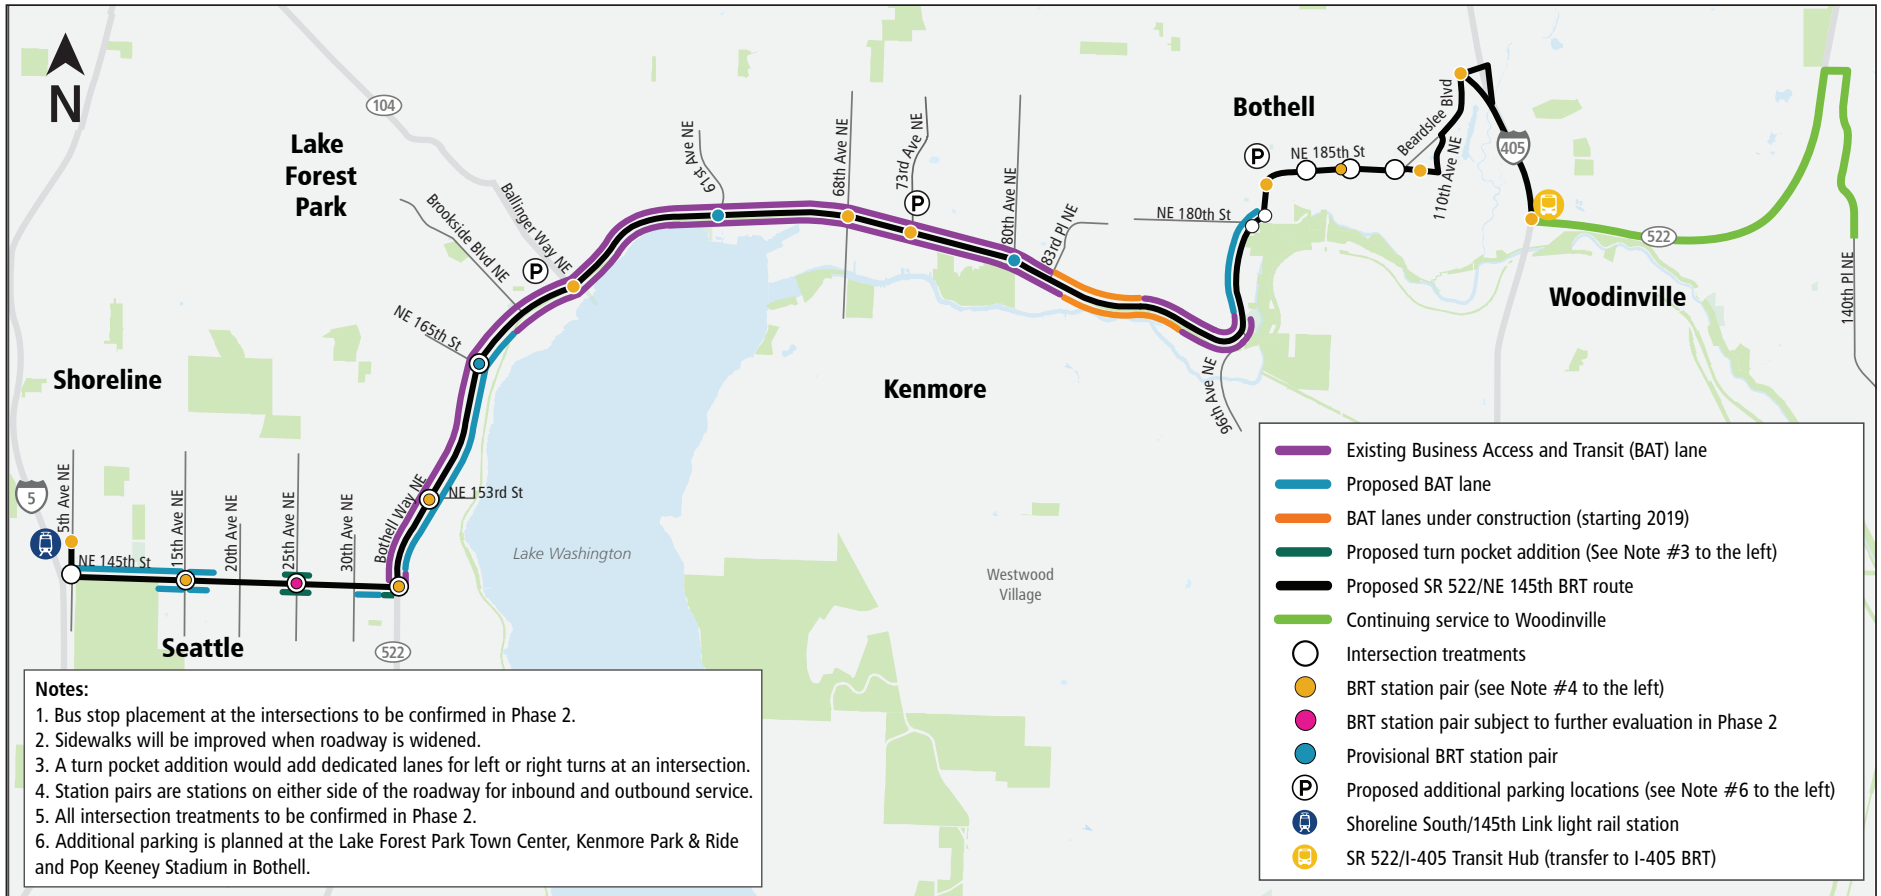 N
104
Lake
Forest
Park
Bothell
Beardslee Blvd
405
NE 185th St
110th Ave NE
P
61st Ave NE
68th Ave NE
73rd Ave NE
P
80th Ave NE
83rd Pl NE
NE 180th St
Ballinger Way NE
Brookside Blvd NE
P
522
Woodinville
140th Pl NE
NE 165th St
Shoreline
Kenmore
96th Ave NE
5
5th Ave NE
15th Ave NE
20th Ave NE
25th Ave NE
30th Ave NE
Bothell Way NE
NE 153rd St
NE 145th St
Lake Washington
Westwood
Village
Seattle
522
Notes:
1. Bus stop placement at the intersections to be confirmed in Phase 2.
2. Sidewalks will be improved when roadway is widened.
3. A turn pocket addition would add dedicated lanes for left or right turns at an intersection.
4. Station pairs are stations on either side of the roadway for inbound and outbound service.
5. All intersection treatments to be confirmed in Phase 2.
6. Additional parking is planned at the Lake Forest Park Town Center, Kenmore Park & Ride
and Pop Keeney Stadium in Bothell.
Existing Business Access and Transit (BAT) lane
Proposed BAT lane
BAT lanes under construction (starting 2019)
Proposed turn pocket addition (See Note #3 to the left)
Proposed SR 522/NE 145th BRT route
Continuing service to Woodinville
Intersection treatments
BRT station pair (see Note #4 to the left)
BRT station pair subject to further evaluation in Phase 2
Provisional BRT station pair
P Proposed additional parking locations (see Note #6 to the left)
Shoreline South/145th Link light rail station
SR 522/I-405 Transit Hub (transfer to I-405 BRT)